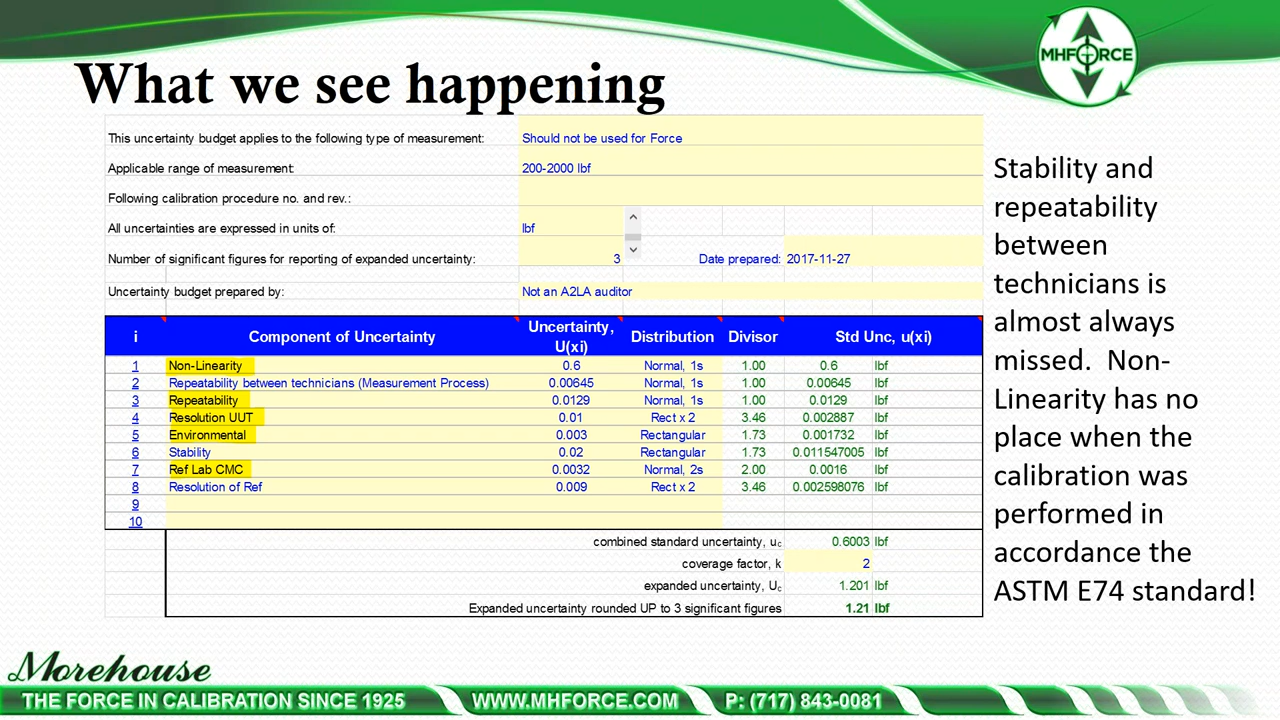 MHFORCE
What we see happening
This uncertainty budget applies to the following type of measurement: Should not be used for Force
Applicable range of measurement: 200-2000 lbf
Following calibration procedure no. and rev.:
All uncertainties are expressed in units of: lbf
Number of significant figures for reporting of expanded uncertainty: 3 Date prepared: 2017-11-27
Uncertainty budget prepared by: Not an A2LA auditor
i Component of Uncertainty Uncertainty, U(xi) Distribution Divisor Std Unc, u(xi)
1 Non-Linearity 0.6 Normal, 1s 1.00 0.6 lbf
2 Repeatability between technicians (Measurement Process) 0.00645 Normal, 1s 1.00 0.00645 lbf
3 Repeatability 0.0129 Normal, 1s 1.00 0.0129 lbf
4 Resolution UUT 0.01 Rect x 2 3.46 0.002887 lbf
5 Environmental 0.003 Rectangular 1.73 0.001732 lbf
6 Stability 0.02 Rectangular 1.73 0.011547005 lbf
7 Ref Lab CMC 0.0032 Normal, 2s 2.00 0.0016 lbf
8 Resolution of Ref 0.009 Rect x 2 3.46 0.002598076 lbf
9
10
combined standard uncertainty, uc 0.6003 lbf
coverage factor, k 2
expanded uncertainty, Uc 1.201 lbf
Expanded uncertainty rounded UP to 3 significant figures 1.21 lbf
Stability and
repeatability
between
technicians is
almost always
missed. Non-
Linearity has no
place when the
calibration was
performed in
accordance the
ASTM E74 standard!
Morehouse
THE FORCE IN CALIBRATION SINCE 1925 WWW.MHFORCE.COM P: (717) 843-0081